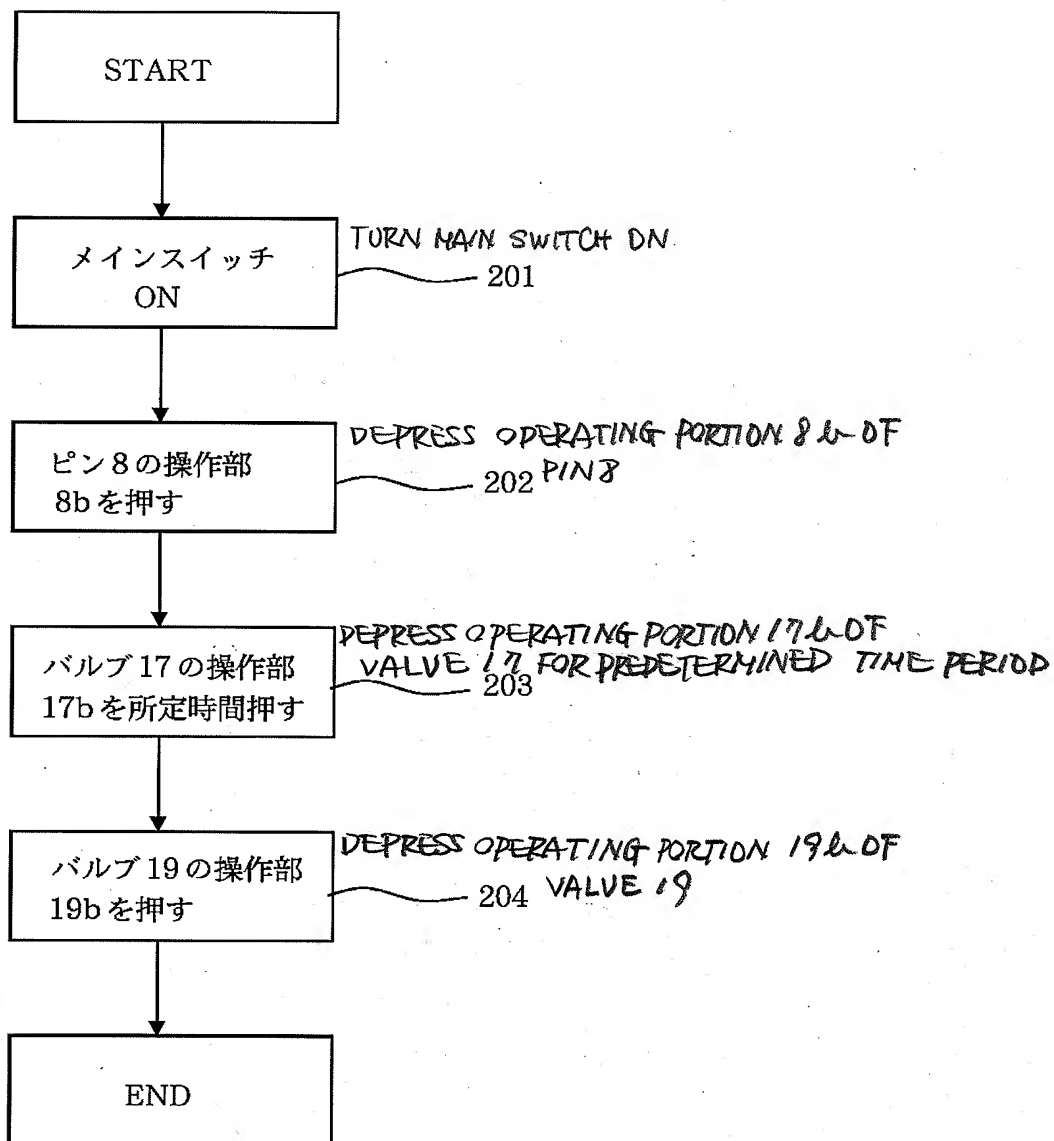 START
メインスイッチ
ON
TURN MAIN SWITCH ON
201
ピン8の操作部
8bを押す
DEPRESS OPERATING PORTION 8b OF
PIN 8
202
バルブ17の操作部
17bを所定時間押す
DEPRESS OPERATING PORTION 17b OF
VALUE 17 FOR PREDETERMINED TIME PERIOD
203
バルブ19の操作部
19bを押す
DEPRESS OPERATING PORTION 19b OF
VALUE 19
204
END